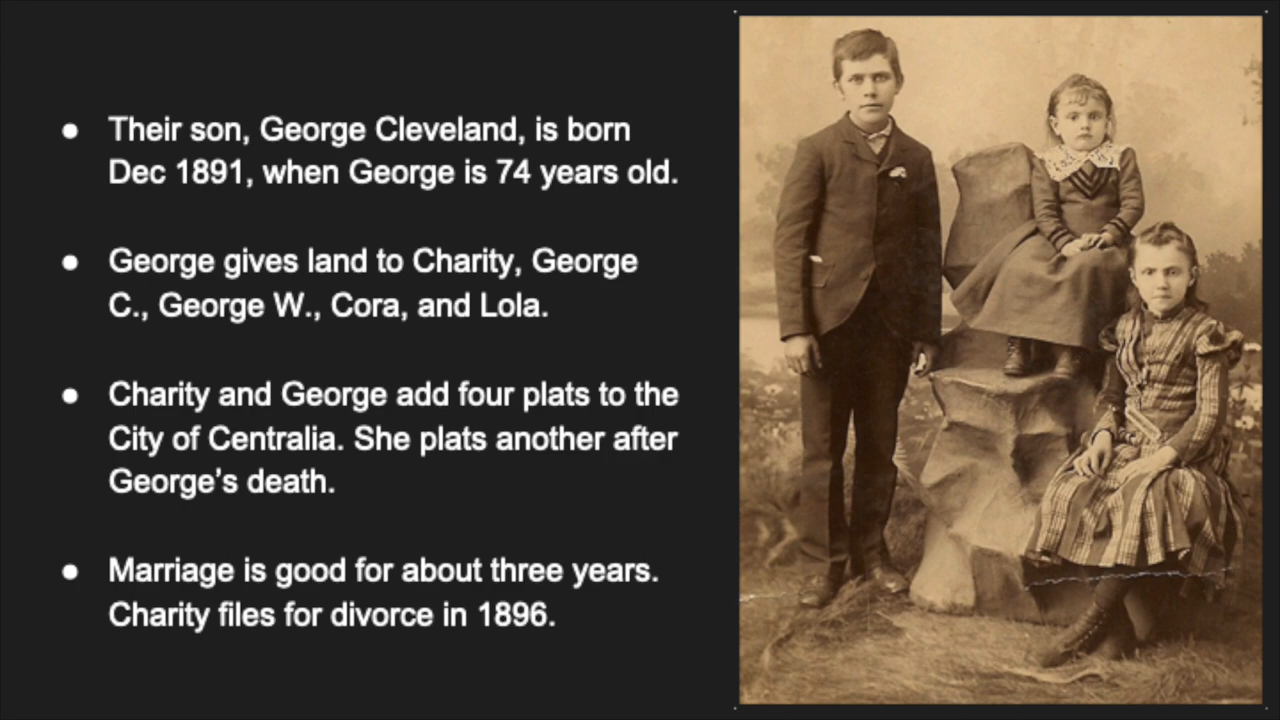 ● Their son, George Cleveland, is born
Dec 1891, when George is 74 years old.
● George gives land to Charity, George
C., George W., Cora, and Lola.
● Charity and George add four plats to the
City of Centralia. She plats another after
George's death.
● Marriage is good for about three years.
Charity files for divorce in 1896.